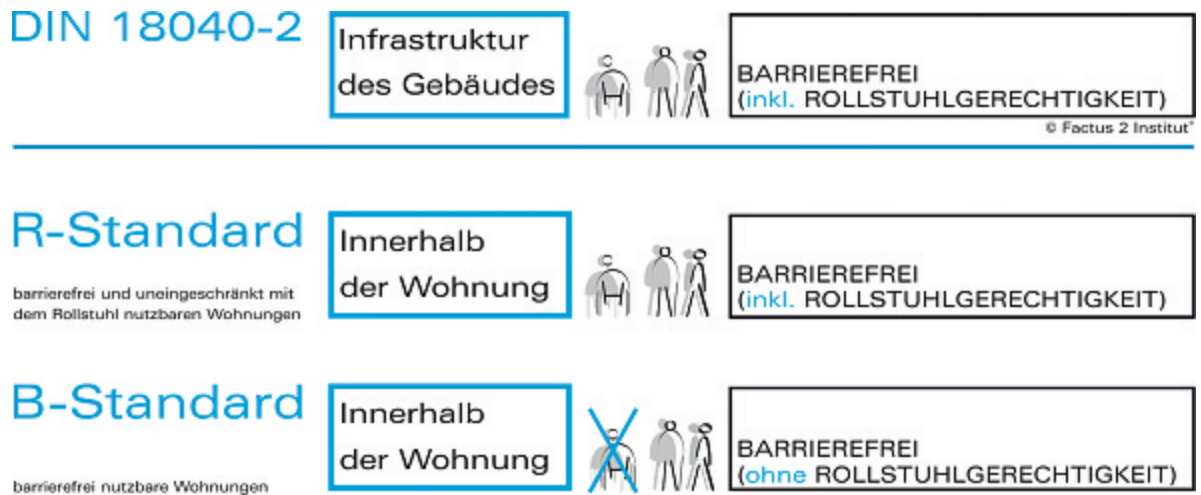 DIN 18040-2
Infrastruktur
des Gebäudes
BARRIEREFREI
(inkl. ROLLSTUHLGERECHTIGKEIT)
© Factus 2 Institut®
R-Standard
barrierefrei und uneingeschränkt mit
dem Rollstuhl nutzbaren Wohnungen
Innerhalb
der Wohnung
BARRIEREFREI
(inkl. ROLLSTUHLGERECHTIGKEIT)
B-Standard
barrierefrei nutzbare Wohnungen
Innerhalb
der Wohnung
BARRIEREFREI
(ohne ROLLSTUHLGERECHTIGKEIT)